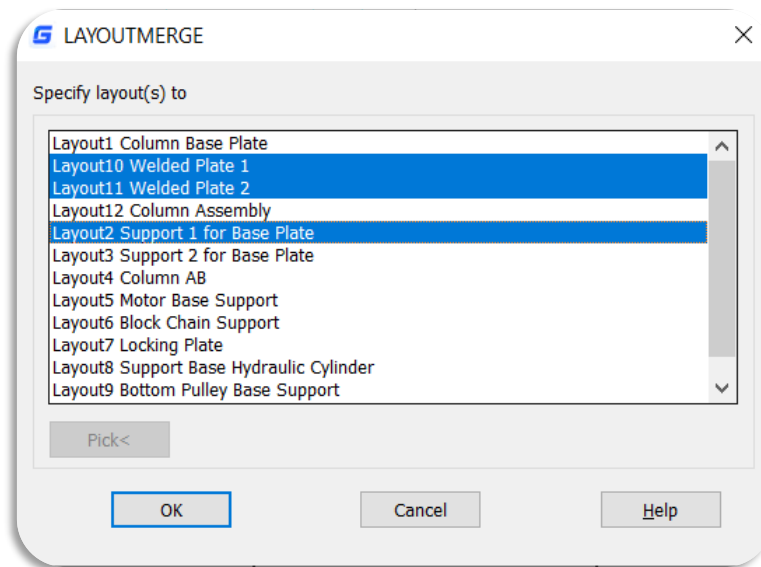 LAYOUTMERGE
Specify layout(s) to
Layout1 Column Base Plate
Layout10 Welded Plate 1
Layout11 Welded Plate 2
Layout12 Column Assembly
Layout2 Support 1 for Base Plate
Layout3 Support 2 for Base Plate
Layout4 Column AB
Layout5 Motor Base Support
Layout6 Block Chain Support
Layout7 Locking Plate
Layout8 Support Base Hydraulic Cylinder
Layout9 Bottom Pulley Base Support
Pick<
OK Cancel Help